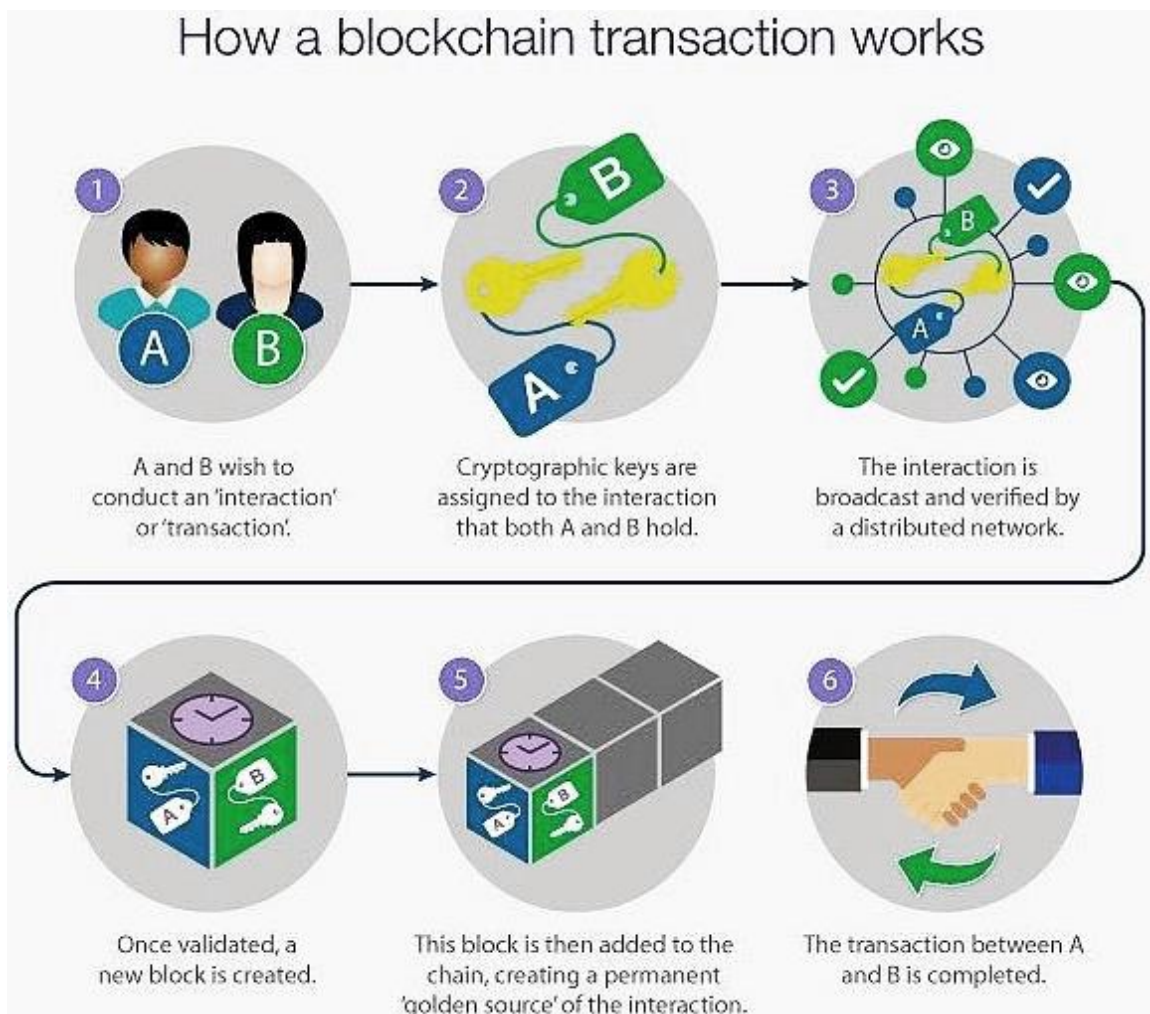 How a blockchain transaction works
1
A
B
A and B wish to
conduct an ‘interaction’
or ‘transaction’.
2
B
A
Cryptographic keys are
assigned to the interaction
that both A and B hold.
3
B
A
The interaction is
broadcast and verified by
a distributed network.
4
A
B
Once validated, a
new block is created.
5
A
B
This block is then added to the
chain, creating a permanent
‘golden source’ of the interaction.
6
The transaction between A
and B is completed.